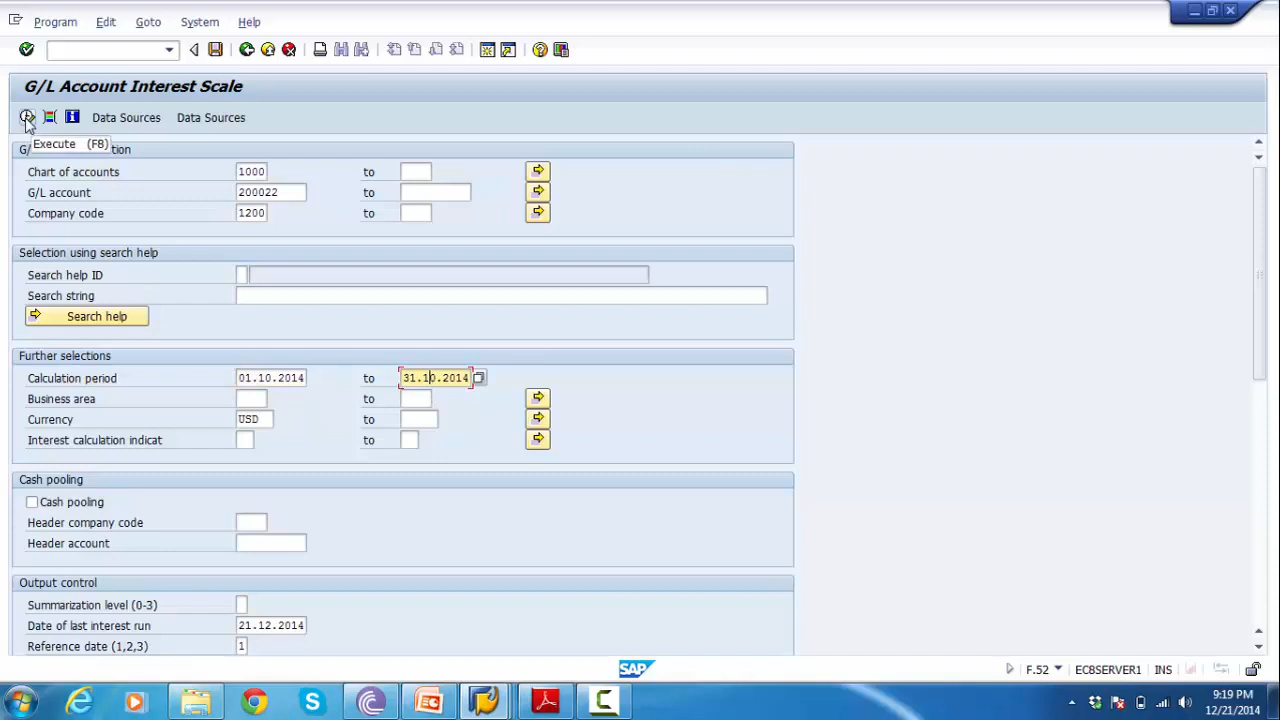 Program Edit Goto System Help
G/L Account Interest Scale
Data Sources Data Sources
Execute (F8)
Chart of accounts 1000 to
G/L account 200022 to
Company code 1200 to
Selection using search help
Search help ID
Search string
Search help
Further selections
Calculation period 01.10.2014 to 31.10.2014
Business area to
Currency USD to
Interest calculation indicat to
Cash pooling
Cash pooling
Header company code
Header account
Output control
Summarization level (0-3)
Date of last interest run 21.12.2014
Reference date (1,2,3) 1
SAP F.52 EC8SERVER1 INS
9:19 PM
12/21/2014